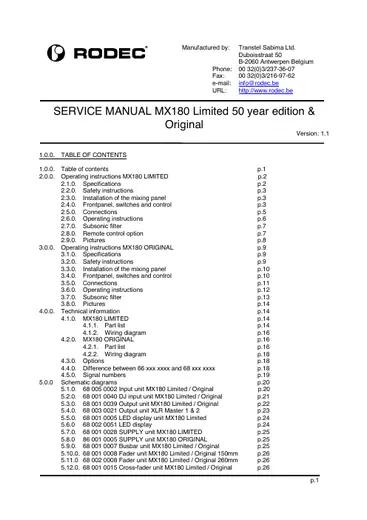 RODEC
Manufactured by: Transtel Sabima Ltd.
Duboisstraat 50
B-2060 Antwerpen Belgium
Phone: 00 32(0)3/237-36-07
Fax: 00 32(0)3/216-97-62
e-mail: info@rodec.be
URL: http://www.rodec.be
SERVICE MANUAL MX180 Limited 50 year edition &
Original
Version: 1.1
1.0.0. TABLE OF CONTENTS
1.0.0. Table of contents p.1
2.0.0. Operating instructions MX180 LIMITED p.2
2.1.0. Specifications p.2
2.2.0. Safety instructions p.3
2.3.0. Installation of the mixing panel p.3
2.4.0. Frontpanel, switches and control p.3
2.5.0. Connections p.5
2.6.0. Operating instructions p.6
2.7.0. Subsonic filter p.7
2.8.0. Remote control option p.7
2.9.0. Pictures p.8
3.0.0. Operating instructions MX180 ORIGINAL p.9
3.1.0. Specifications p.9
3.2.0. Safety instructions p.9
3.3.0. Installation of the mixing panel p.10
3.4.0. Frontpanel, switches and control p.10
3.5.0. Connections p.11
3.6.0. Operating instructions p.12
3.7.0. Subsonic filter p.13
3.8.0. Pictures p.14
4.0.0. Technical information p.14
4.1.0. MX180 LIMITED p.14
4.1.1. Part list p.14
4.1.2. Wiring diagram p.16
4.2.0. MX180 ORIGINAL p.16
4.2.1. Part list p.16
4.2.2. Wiring diagram p.18
4.3.0. Options p.18
4.4.0. Difference between 66 xxx xxxx and 68 xxx xxxx p.18
4.5.0. Signal numbers p.19
5.0.0 Schematic diagrams p.20
5.1.0. 68 005 0002 Input unit MX180 Limited / Original p.20
5.2.0. 68 001 0040 DJ input unit MX180 Limited / Original p.21
5.3.0. 68 001 0039 Output unit MX180 Limited / Original p.22
5.4.0. 68 003 0021 Output unit XLR Master 1 & 2 p.23
5.5.0. 68 001 0005 LED display unit MX180 Limited p.24
5.6.0 68 002 0051 LED display p.24
5.7.0. 68 001 0028 SUPPLY unit MX180 LIMITED p.25
5.8.0 86 001 0005 SUPPLY unit MX180 ORIGINAL p.25
5.9.0. 68 001 0007 Busbar unit MX180 Limited / Original p.25
5.10.0. 68 001 0008 Fader unit MX180 Limited / Original 150mm p.26
5.11.0 68 002 0008 Fader unit MX180 Limited / Original 260mm p.26
5.12.0. 68 001 0015 Cross-fader unit MX180 Limited / Original p.26
p.1